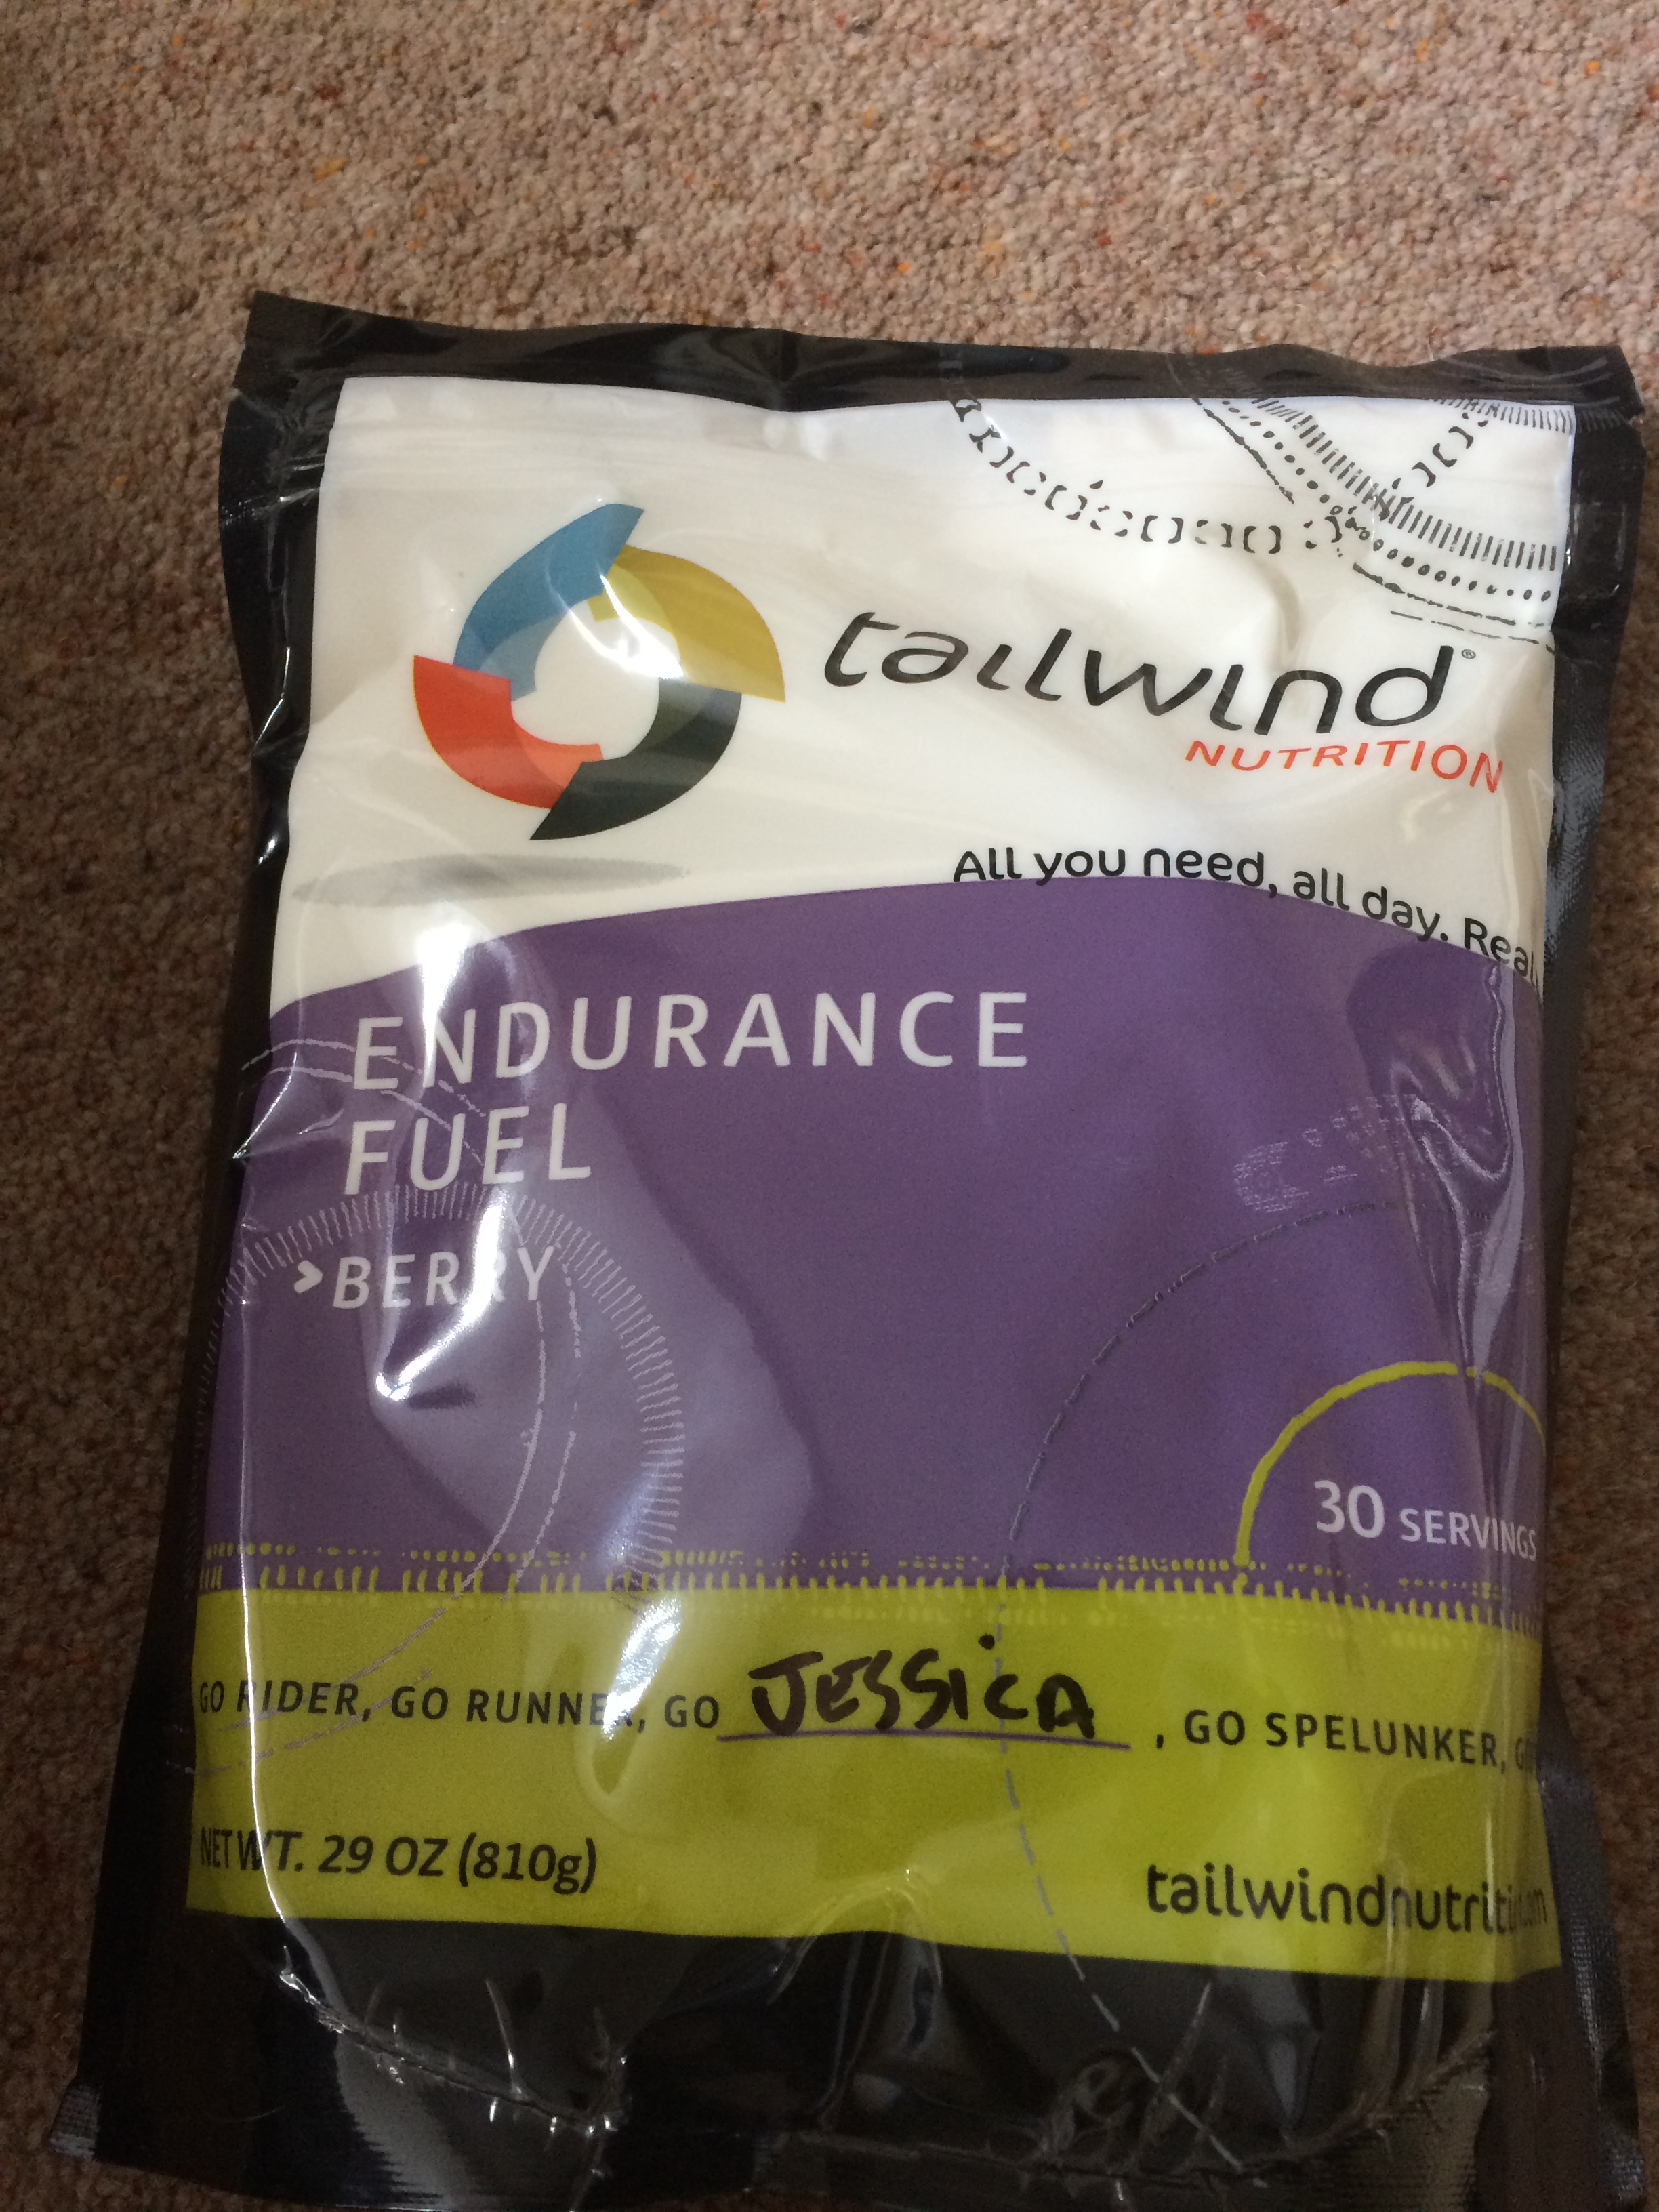 tailwind®
NUTRITION
All you need, all day. Real
ENDURANCE
FUEL
>BERRY
30 SERVINGS
GO RIDER, GO RUNNER, GO JESSICA, GO SPELUNKER,
NET WT. 29 OZ (810g)
tailwindnutrition.com